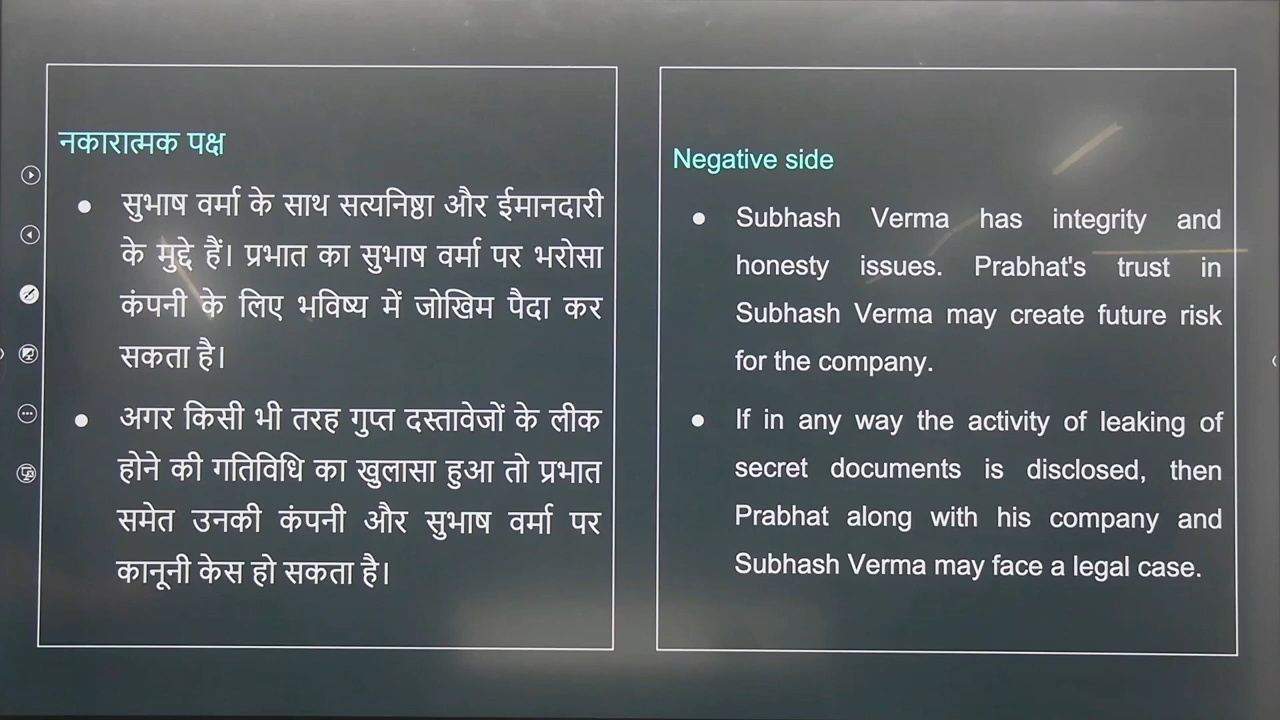 नकारात्मक पक्ष
सुभाष वर्मा के साथ सत्यनिष्ठा और ईमानदारी
के मुद्दे हैं। प्रभात का सुभाष वर्मा पर भरोसा
कंपनी के लिए भविष्य में जोखिम पैदा कर
सकता है।
अगर किसी भी तरह गुप्त दस्तावेजों के लीक
होने की गतिविधि का खुलासा हुआ तो प्रभात
समेत उनकी कंपनी और सुभाष वर्मा पर
कानूनी केस हो सकता है।
Negative side
Subhash Verma has integrity and
honesty issues. Prabhat's trust in
Subhash Verma may create future risk
for the company.
If in any way the activity of leaking of
secret documents is disclosed, then
Prabhat along with his company and
Subhash Verma may face a legal case.